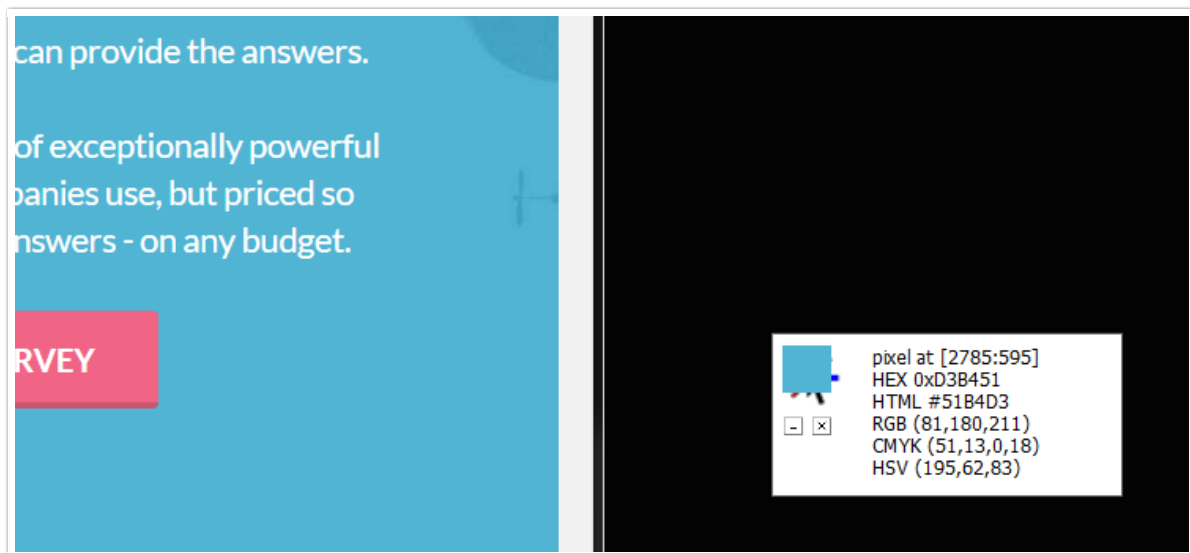 can provide the answers.
of exceptionally powerful
panies use, but priced so
nswers - on any budget.
RVEY
pixel at [2785:595]
HEX 0xD3B451
HTML #51B4D3
RGB (81,180,211)
CMYK (51,13,0,18)
HSV (195,62,83)